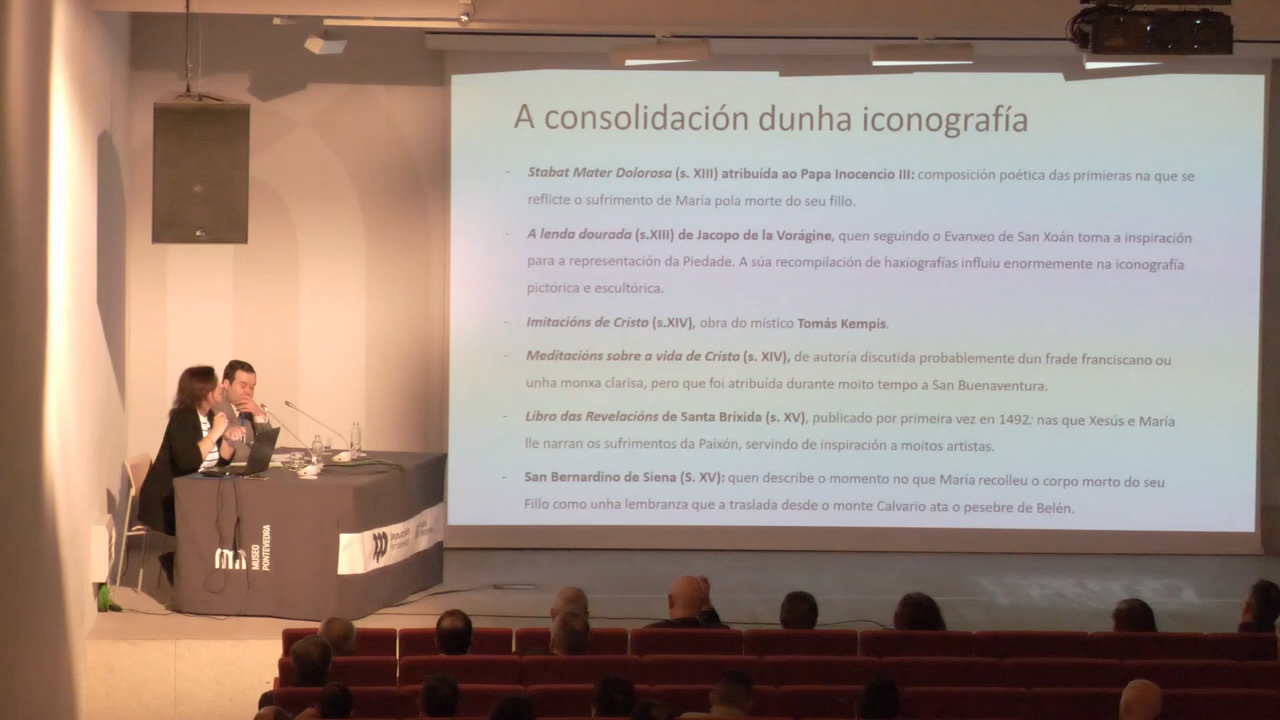 A consolidación dunha iconografía
- Stabat Mater Dolorosa (s. XIII) atribuída ao Papa Inocencio III: composición poética das primieras na que se
reflicte o sufrimento de María pola morte do seu fillo.
- A lenda dourada (s.XIII) de Jacopo de la Vorágine, quen seguindo o Evanxeo de San Xoán toma a inspiración
para a representación da Piedade. A súa recompilación de haxiografías influiu enormemente na iconografía
pictórica e escultórica.
- Imitacións de Cristo (s.XIV), obra do místico Tomás Kempis.
- Meditacións sobre a vida de Cristo (s. XIV), de autoría discutida probablemente dun frade franciscano ou
unha monxa clarisa, pero que foi atribuída durante moito tempo a San Buenaventura.
- Libro das Revelacións de Santa Bríxida (s. XV), publicado por primeira vez en 1492: nas que Xesús e María
lle narran os sufrimentos da Paixón, servindo de inspiración a moitos artistas.
- San Bernardino de Siena (S. XV): quen describe o momento no que María recolleu o corpo morto do seu
Fillo como unha lembranza que a traslada desde o monte Calvario ata o pesebre de Belén.
MUSEO
PONTEVEDRA